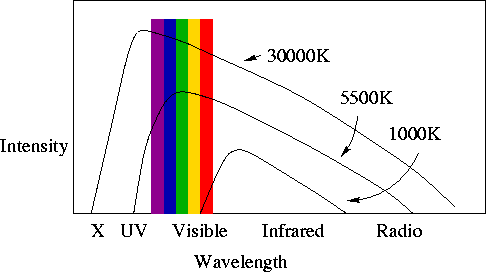 30000K
5500K
1000K
Intensity
X UV Visible Infrared Radio
Wavelength